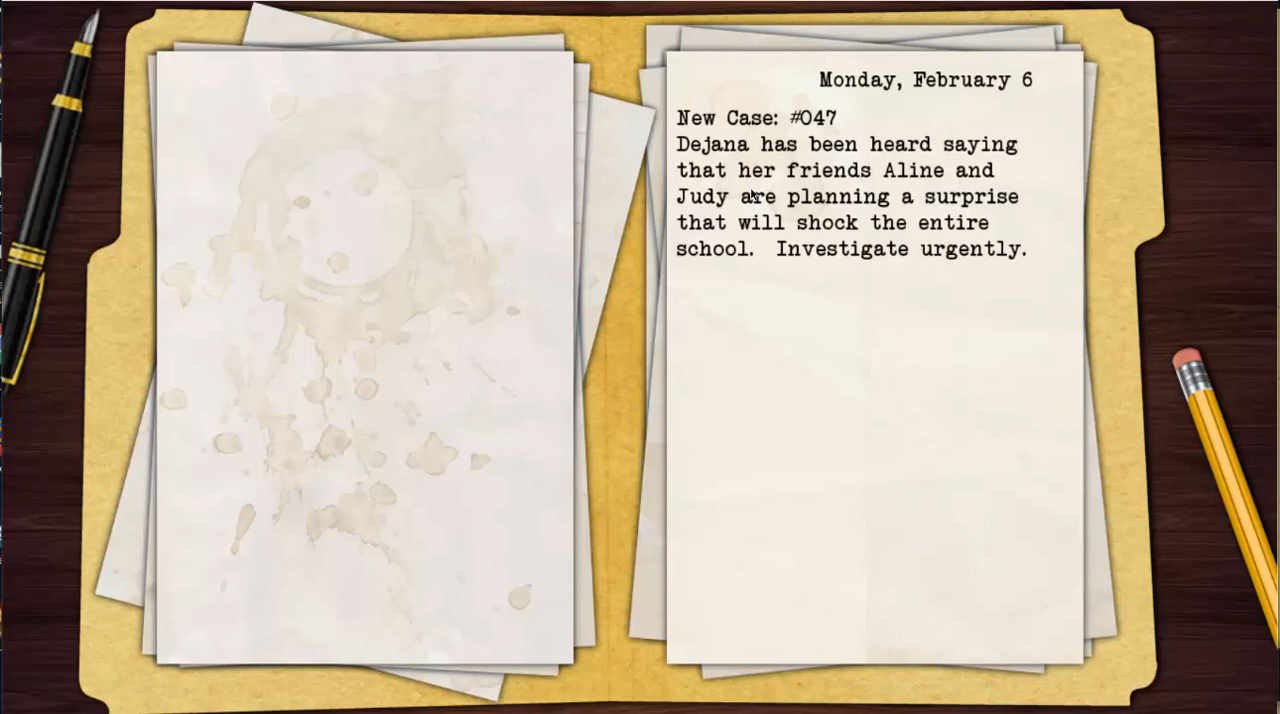 Monday, February 6
New Case: #047
Dejana has been heard saying
that her friends Aline and
Judy are planning a surprise
that will shock the entire
school.  Investigate urgently.